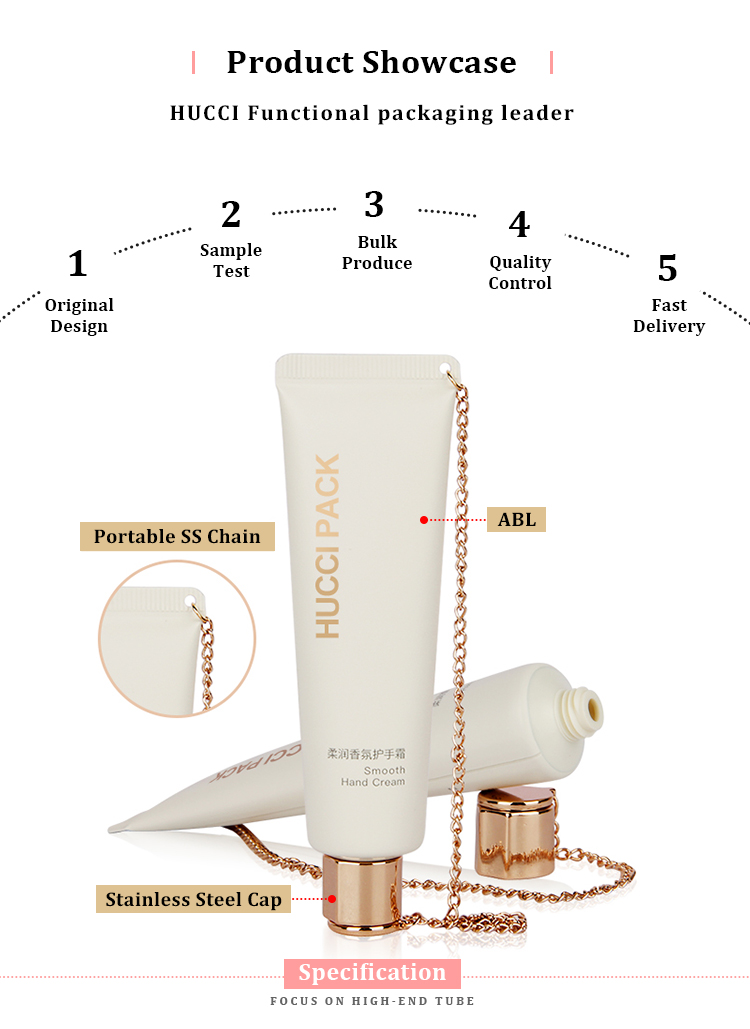 Product Showcase
HUCCI Functional packaging leader
1
Original
Design
2
Sample
Test
3
Bulk
Produce
4
Quality
Control
5
Fast
Delivery
Portable SS Chain
ABL
HUCCI PACK
柔润香氛护手霜
Smooth
Hand Cream
UCCI PACK
Stainless Steel Cap
Specification
FOCUS ON HIGH-END TUBE